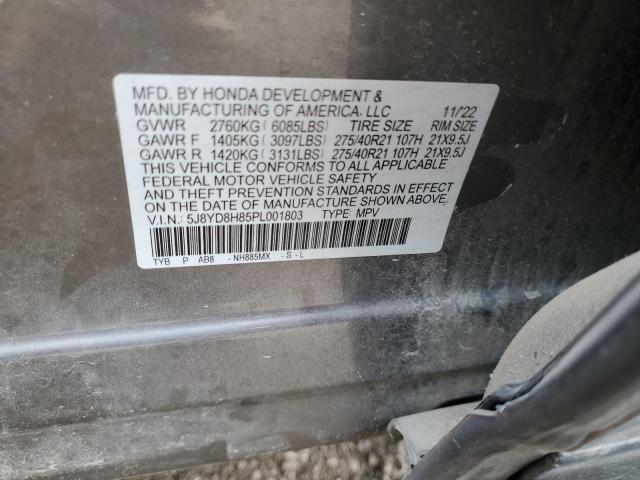 MFD. BY HONDA DEVELOPMENT &
MANUFACTURING OF AMERICA, LLC 11/22
GVWR 2760KG ( 6085LBS) TIRE SIZE RIM SIZE
GAWR F 1405KG ( 3097LBS) 275/40R21 107H 21X9.5J
GAWR R 1420KG ( 3131LBS) 275/40R21 107H 21X9.5J
THIS VEHICLE CONFORMS TO ALL APPLICABLE
FEDERAL MOTOR VEHICLE SAFETY
AND THEFT PREVENTION STANDARDS IN EFFECT
ON THE DATE OF MANUFACTURE SHOWN ABOVE.
V.I.N.: 5J8YD8H85PL001803 TYPE: MPV
TYB P AB8 - NH885MX - S - L